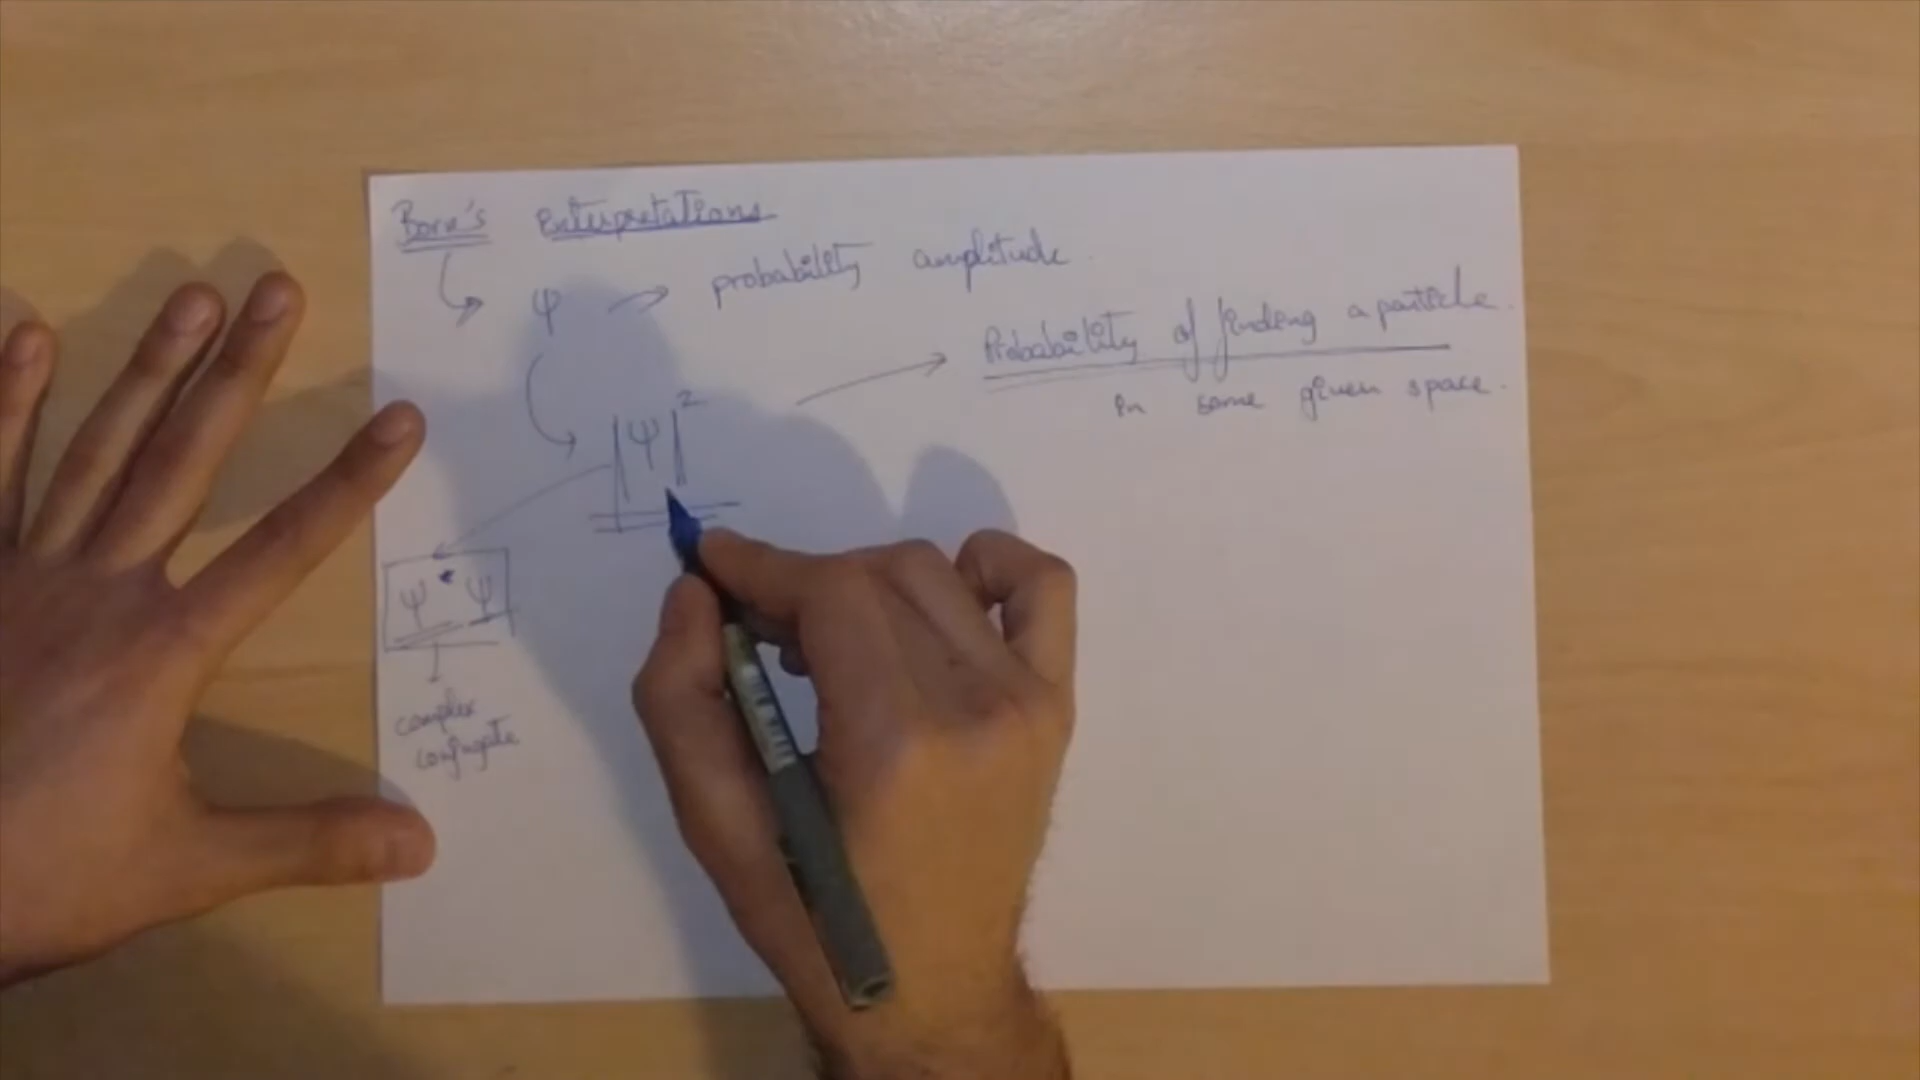 Born's Interpretations
ψ → probability amplitude.
|ψ|² → Probability of finding a particle.
in some given space.
ψ* ψ
complex
conjugate